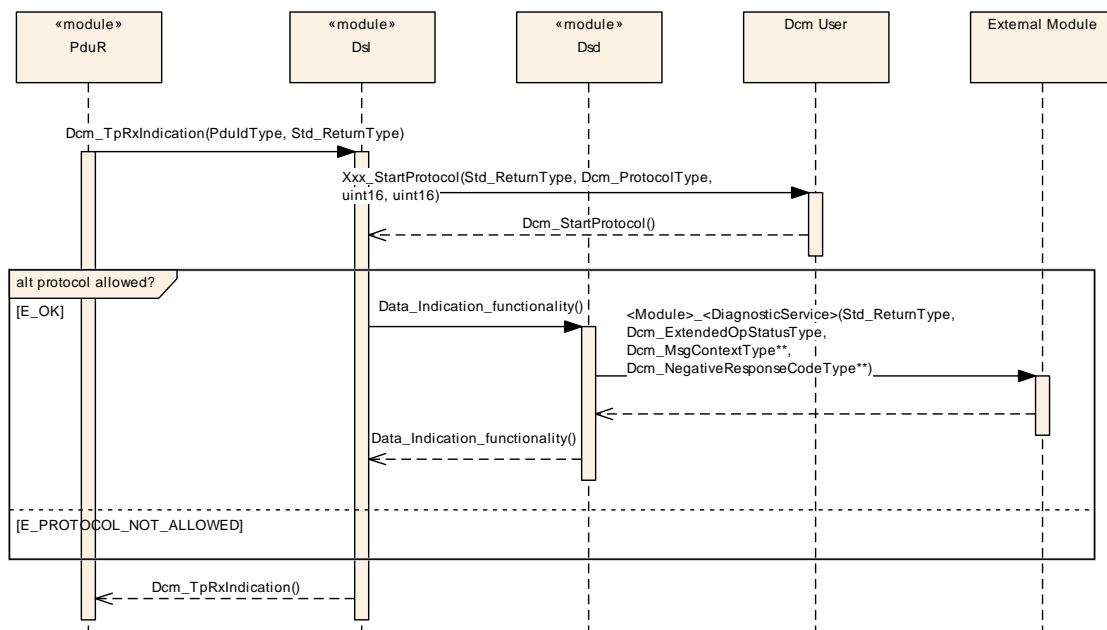 «module»
PduR
«module»
Dsl
«module»
Dsd
Dcm User
External Module
Dcm_TpRxIndication(PduIdType, Std_ReturnType)
Xxx_StartProtocol(Std_ReturnType, Dcm_ProtocolType,
uint16, uint16)
Dcm_StartProtocol()
alt protocol allowed?
[E_OK]
Data_Indication_functionality()
<Module>_<DiagnosticService>(Std_ReturnType,
Dcm_ExtendedOpStatusType,
Dcm_MsgContextType**,
Dcm_NegativeResponseCodeType**)
Data_Indication_functionality()
[E_PROTOCOL_NOT_ALLOWED]
Dcm_TpRxIndication()